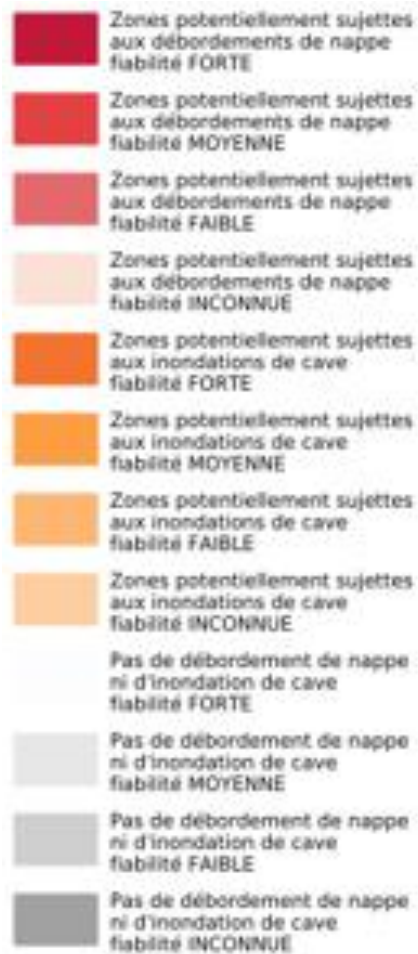 Zones potentiellement sujettes
aux débordements de nappe
fiabilité FORTE
Zones potentiellement sujettes
aux débordements de nappe
fiabilité MOYENNE
Zones potentiellement sujettes
aux débordements de nappe
fiabilité FAIBLE
Zones potentiellement sujettes
aux débordements de nappe
fiabilité INCONNUE
Zones potentiellement sujettes
aux inondations de cave
fiabilité FORTE
Zones potentiellement sujettes
aux inondations de cave
fiabilité MOYENNE
Zones potentiellement sujettes
aux inondations de cave
fiabilité FAIBLE
Zones potentiellement sujettes
aux inondations de cave
fiabilité INCONNUE
Pas de débordement de nappe
ni d'inondation de cave
fiabilité FORTE
Pas de débordement de nappe
ni d'inondation de cave
fiabilité MOYENNE
Pas de débordement de nappe
ni d'inondation de cave
fiabilité FAIBLE
Pas de débordement de nappe
ni d'inondation de cave
fiabilité INCONNUE